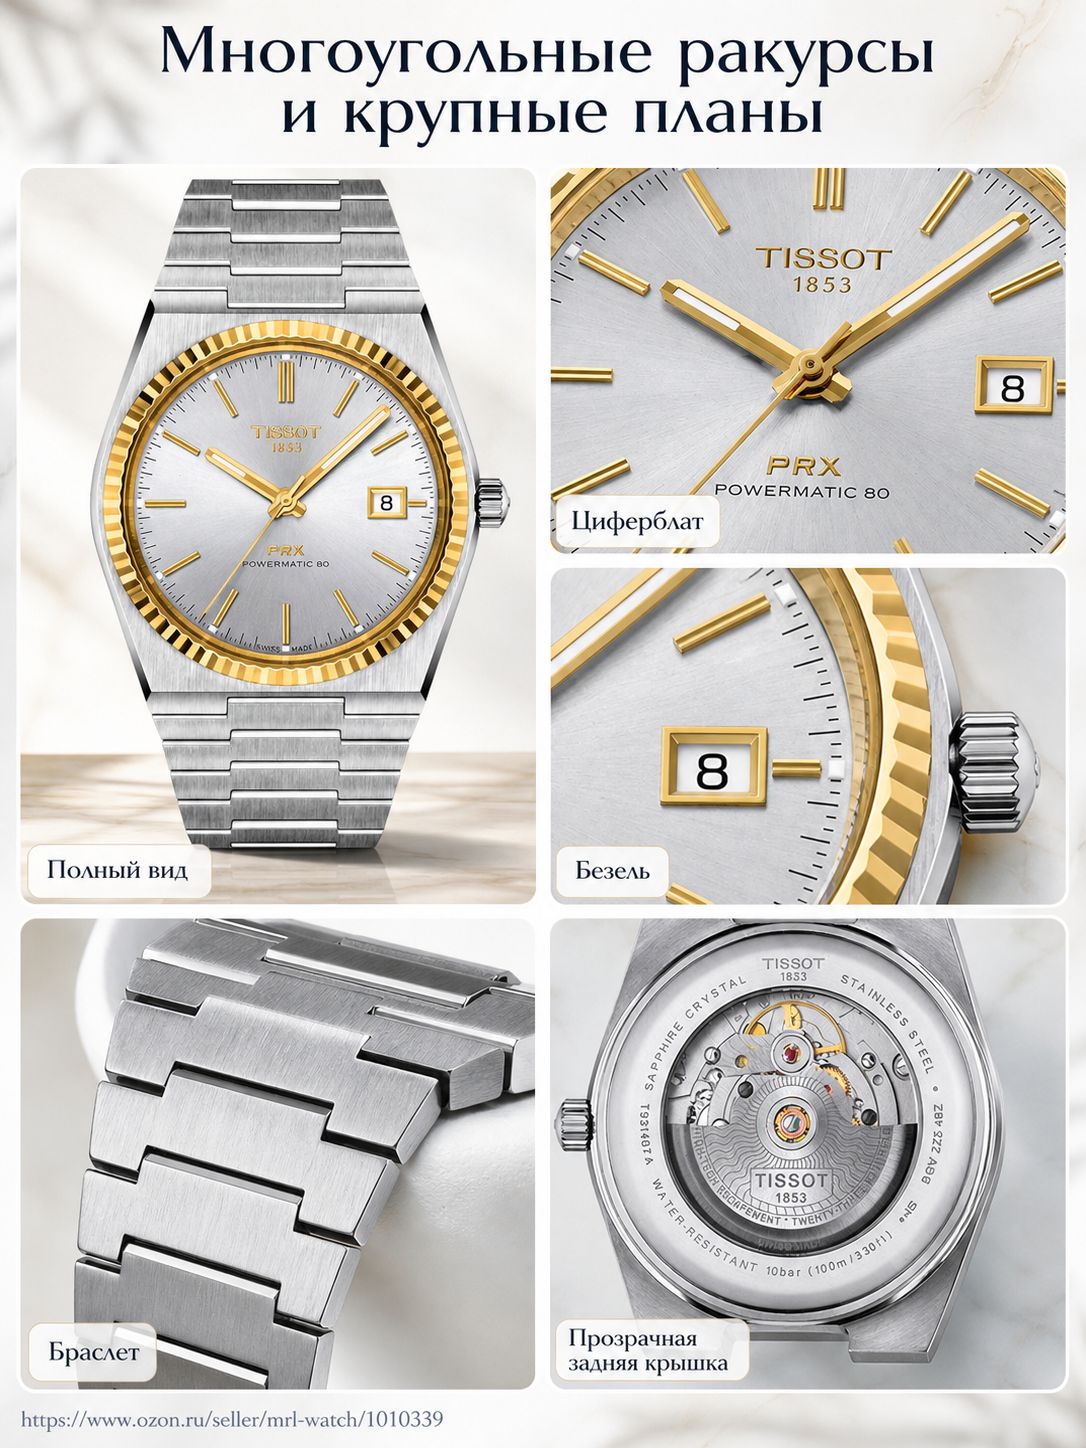 Многоугольные ракурсы
и крупные планы
TISSOT
1853
8
PRX
POWERMATIC 80
SWISS MADE
Полный вид
TISSOT
1853
8
PRX
POWERMATIC 80
Циферблат
8
Безель
Браслет
TISSOT
1853
SAPPHIRE CRYSTAL
STAINLESS STEEL
WATER-RESISTANT 10bar (100m/330ft)
TISSOT
1853
Прозрачная
задняя крышка
https://www.ozon.ru/seller/mrl-watch/1010339